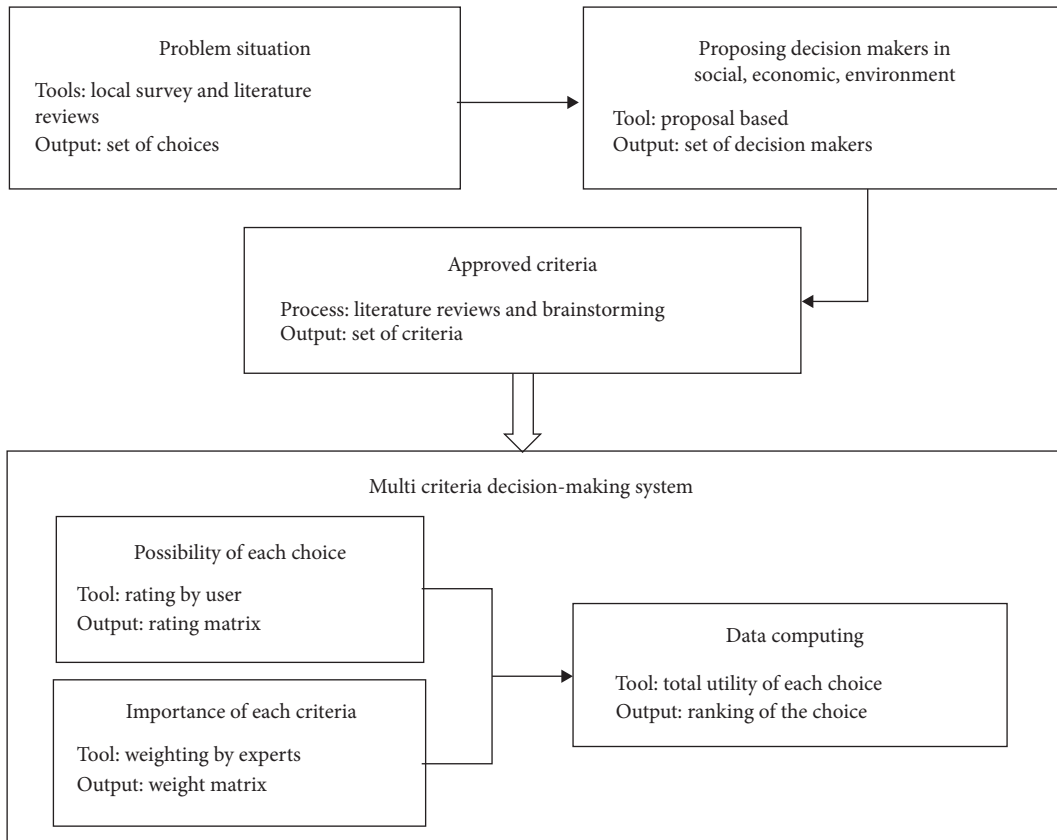 Problem situation
Tools: local survey and literature
reviews
Output: set of choices
Proposing decision makers in
social, economic, environment
Tool: proposal based
Output: set of decision makers
Approved criteria
Process: literature reviews and brainstorming
Output: set of criteria
Multi criteria decision-making system
Possibility of each choice
Tool: rating by user
Output: rating matrix
Importance of each criteria
Tool: weighting by experts
Output: weight matrix
Data computing
Tool: total utility of each choice
Output: ranking of the choice